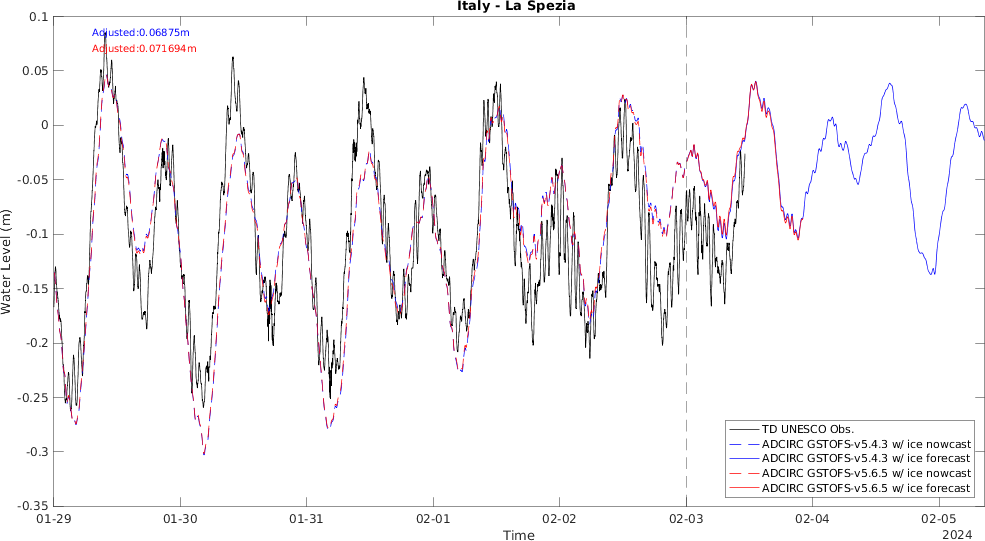 Italy - La Spezia
Adjusted:0.06875m
Adjusted:0.071694m
0.1
0.05
0
-0.05
-0.1
-0.15
-0.2
-0.25
-0.3
-0.35
Water Level (m)
TD UNESCO Obs.
ADCIRC GSTOFS-v5.4.3 w/ ice nowcast
ADCIRC GSTOFS-v5.4.3 w/ ice forecast
ADCIRC GSTOFS-v5.6.5 w/ ice nowcast
ADCIRC GSTOFS-v5.6.5 w/ ice forecast
01-29 01-30 01-31 02-01 02-02 02-03 02-04 02-05
Time
2024